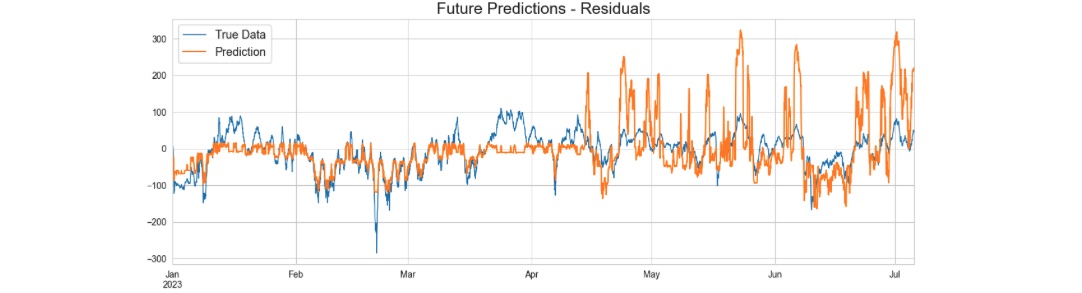 Future Predictions - Residuals
True Data
Prediction
300
200
100
0
−100
−200
−300
Jan
2023
Feb
Mar
Apr
May
Jun
Jul